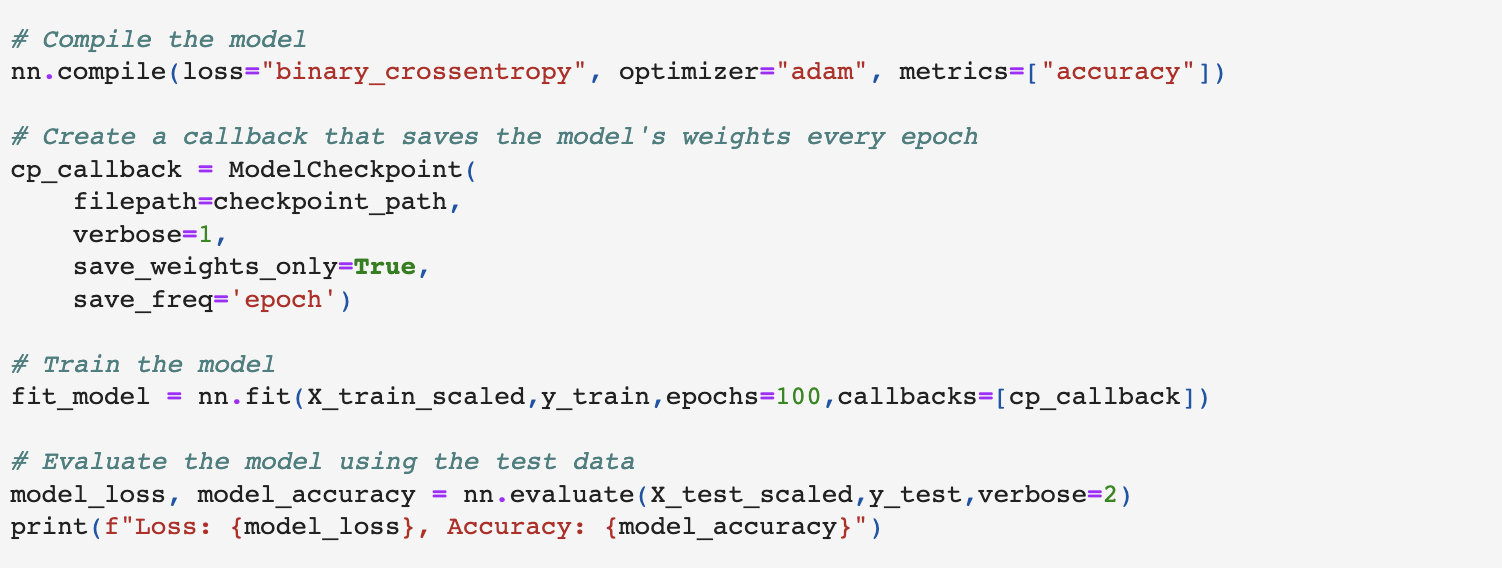 # Compile the model
nn.compile(loss="binary_crossentropy", optimizer="adam", metrics=["accuracy"])
# Create a callback that saves the model's weights every epoch
cp_callback = ModelCheckpoint(
    filepath=checkpoint_path,
    verbose=1,
    save_weights_only=True,
    save_freq='epoch')
# Train the model
fit_model = nn.fit(X_train_scaled,y_train,epochs=100,callbacks=[cp_callback])
# Evaluate the model using the test data
model_loss, model_accuracy = nn.evaluate(X_test_scaled,y_test,verbose=2)
print(f"Loss: {model_loss}, Accuracy: {model_accuracy}")